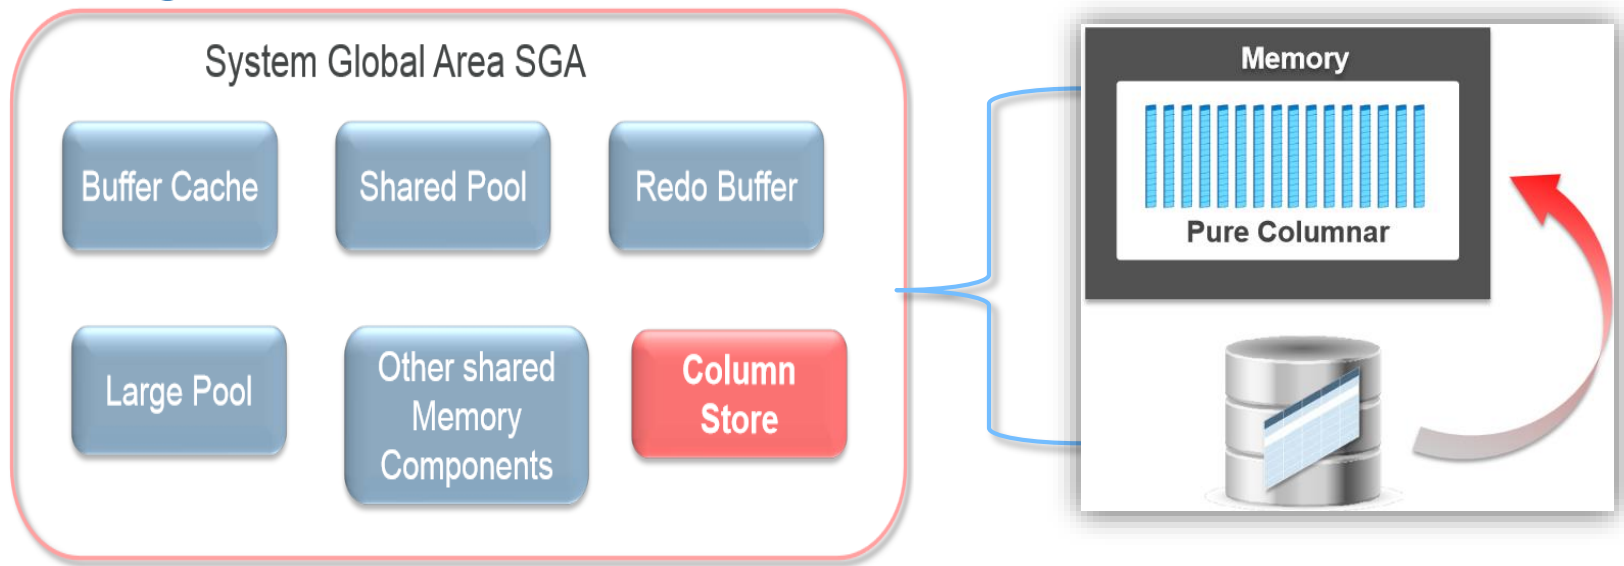 System Global Area SGA
Buffer Cache
Shared Pool
Redo Buffer
Large Pool
Other shared
Memory
Components
Column
Store
Memory
Pure Columnar